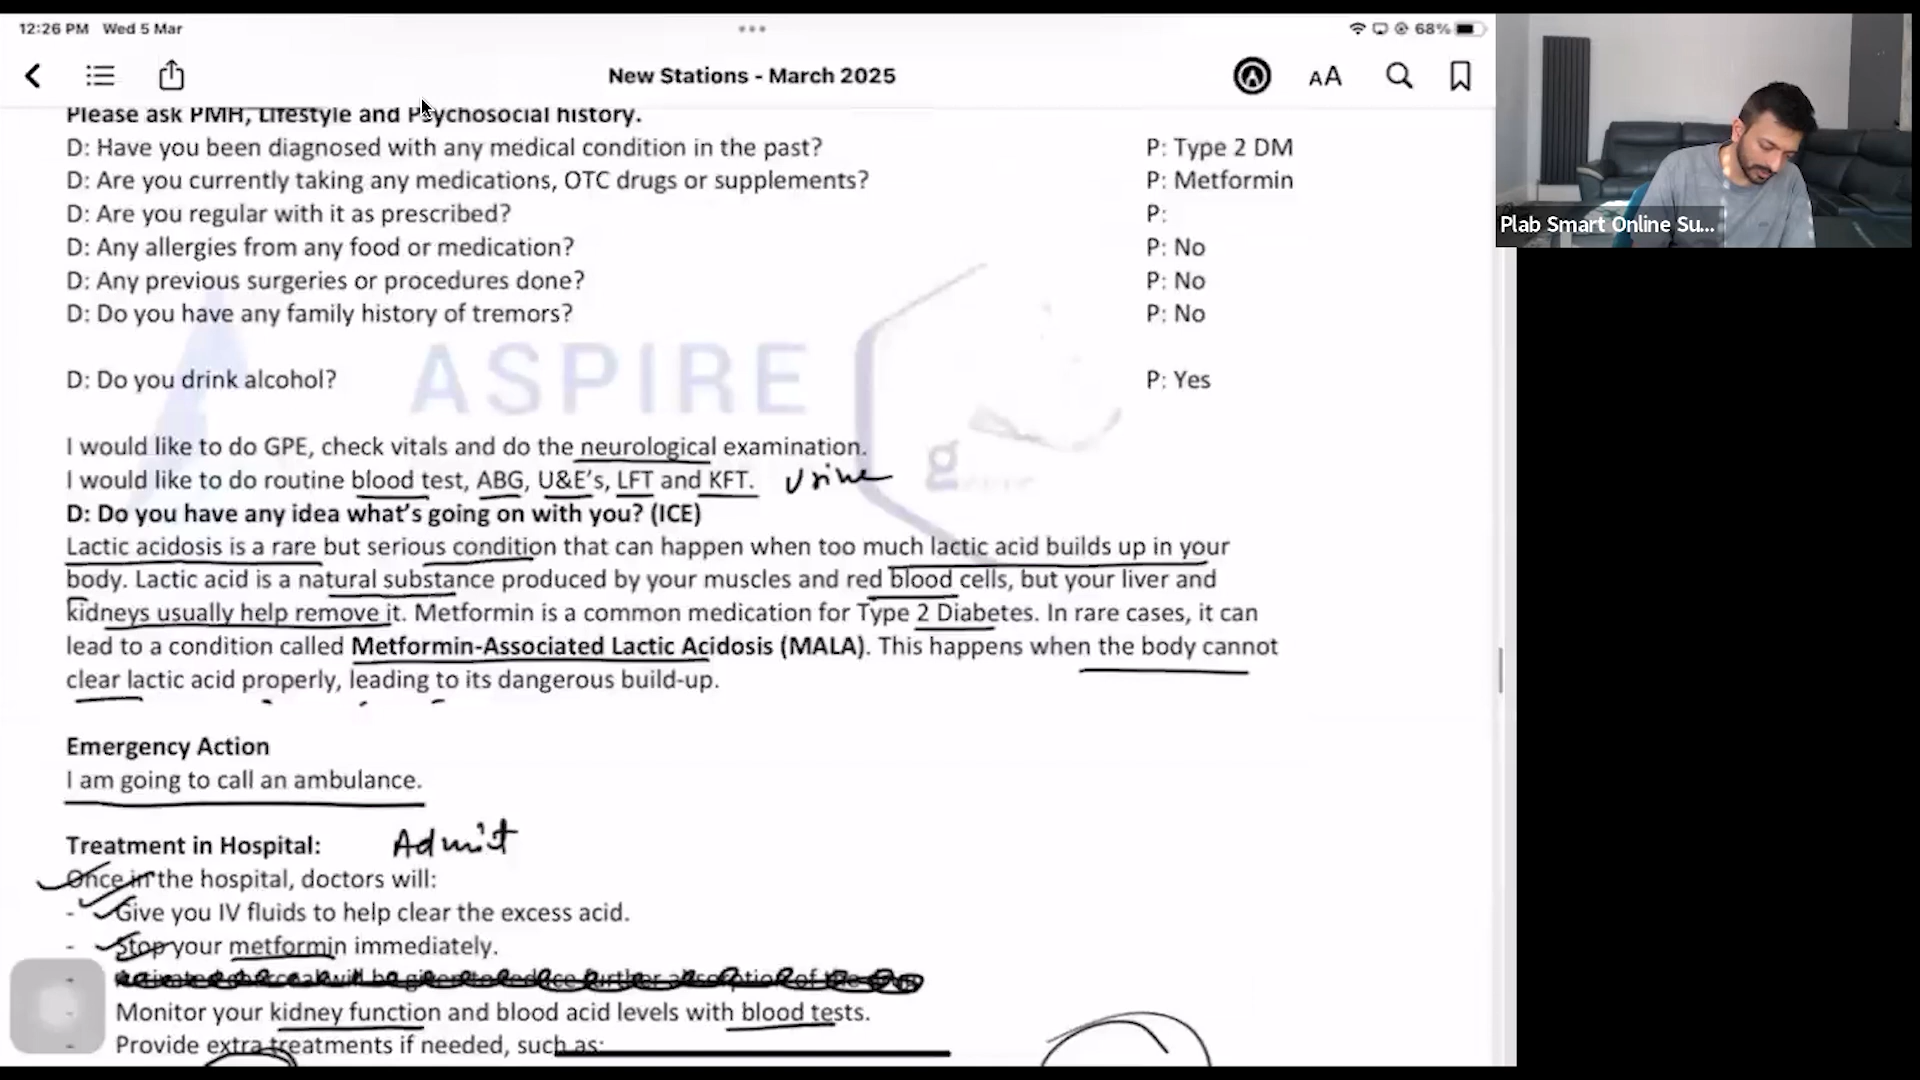 12:26 PM Wed 5 Mar
68%
New Stations - March 2025
AA
Please ask PMH, Lifestyle and Psychosocial history.
D: Have you been diagnosed with any medical condition in the past? P: Type 2 DM
D: Are you currently taking any medications, OTC drugs or supplements? P: Metformin
D: Are you regular with it as prescribed? P:
D: Any allergies from any food or medication? P: No
D: Any previous surgeries or procedures done? P: No
D: Do you have any family history of tremors? P: No
Plab Smart Online Su...
ASPIRE
D: Do you drink alcohol? P: Yes
I would like to do GPE, check vitals and do the neurological examination.
I would like to do routine blood test, ABG, U&E's, LFT and KFT. Urine
D: Do you have any idea what's going on with you? (ICE)
Lactic acidosis is a rare but serious condition that can happen when too much lactic acid builds up in your
body. Lactic acid is a natural substance produced by your muscles and red blood cells, but your liver and
kidneys usually help remove it. Metformin is a common medication for Type 2 Diabetes. In rare cases, it can
lead to a condition called Metformin-Associated Lactic Acidosis (MALA). This happens when the body cannot
clear lactic acid properly, leading to its dangerous build-up.
Emergency Action
I am going to call an ambulance.
Treatment in Hospital: Admit
Once in the hospital, doctors will:
- Give you IV fluids to help clear the excess acid.
- Stop your metformin immediately.
- will be given to reduce further absorption of the
- Monitor your kidney function and blood acid levels with blood tests.
- Provide extra treatments if needed, such as: